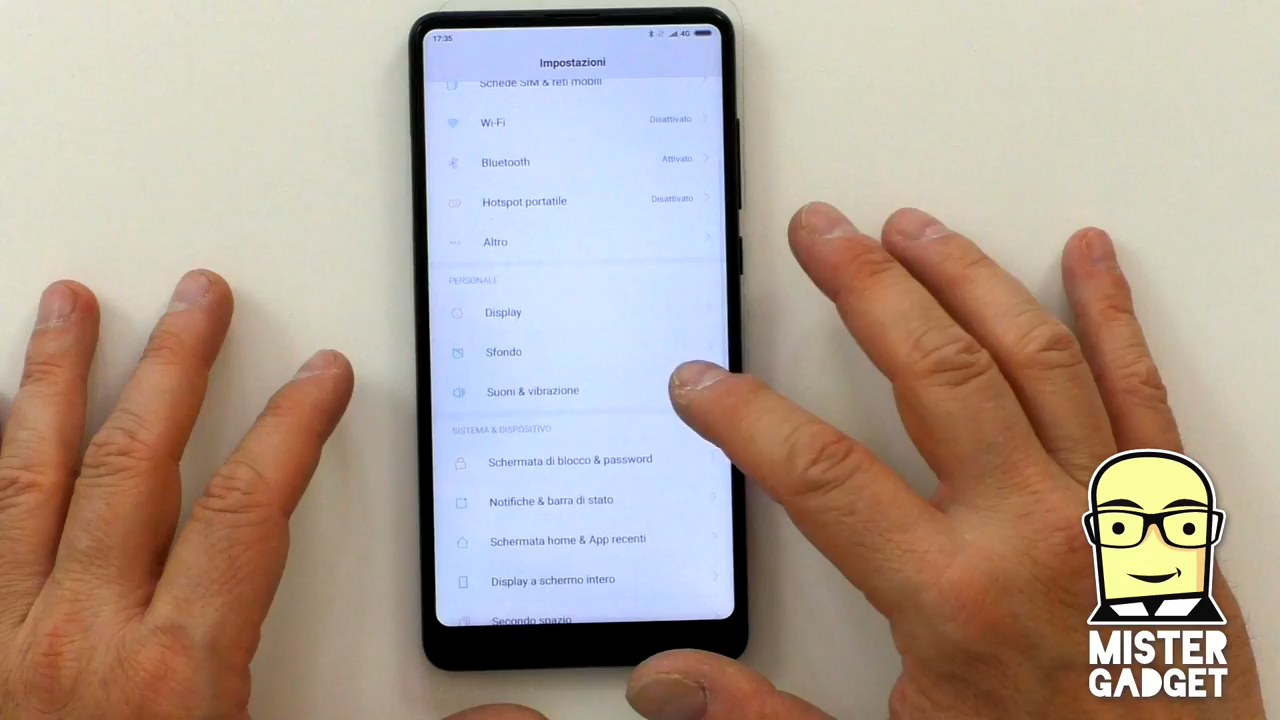 17:35
4G
Impostazioni
Schede SIM & reti mobili
Wi-Fi
Disattivato
Bluetooth
Attivato
Hotspot portatile
Disattivato
Altro
PERSONALE
Display
Sfondo
Suoni & vibrazione
SISTEMA & DISPOSITIVO
Schermata di blocco & password
Notifiche & barra di stato
Schermata home & App recenti
Display a schermo intero
Secondo spazio
MISTER
GADGET